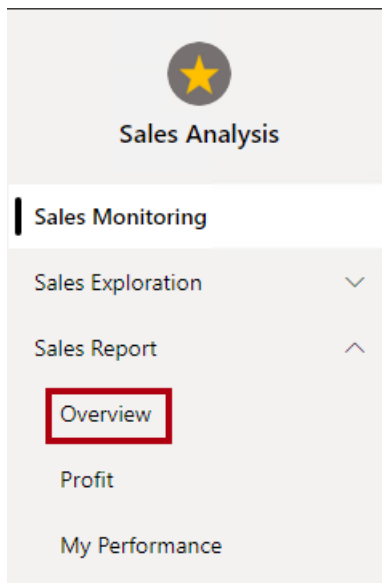 Sales Analysis
Sales Monitoring
Sales Exploration
Sales Report
Overview
Profit
My Performance